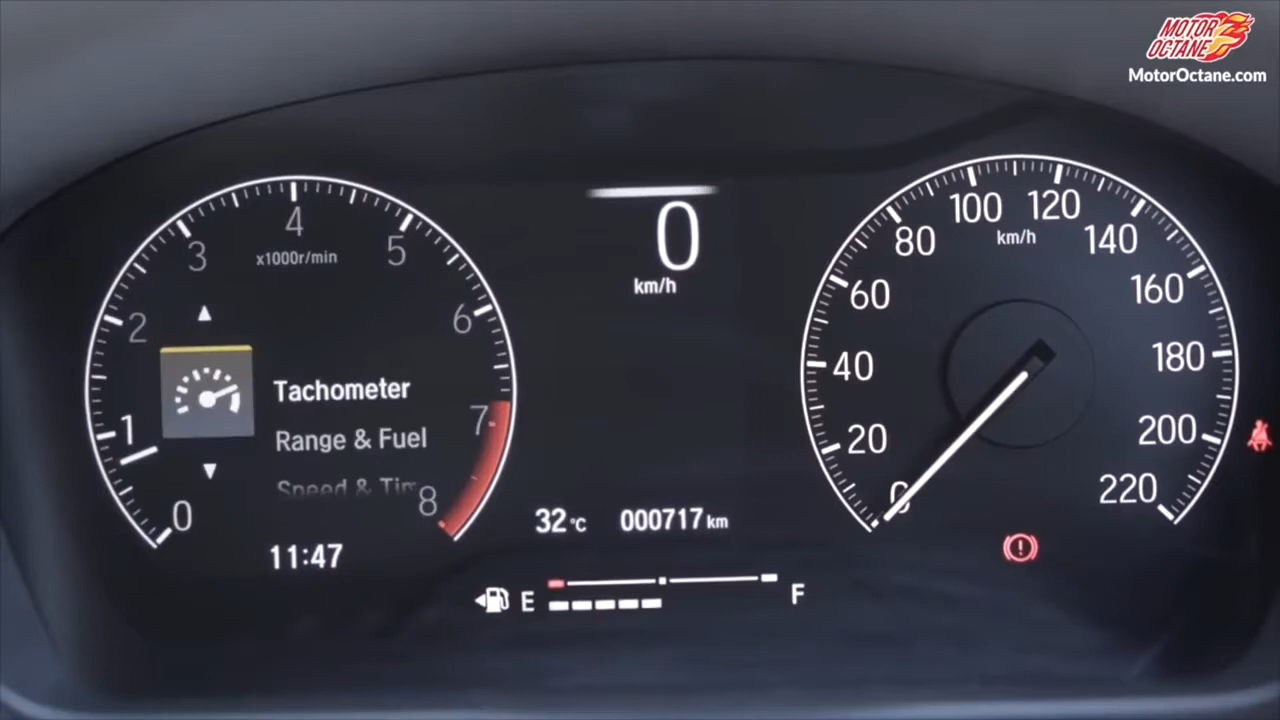 MOTOR
OCTANE
MotorOctane.com
0 1 2 3 4 5 6 7 8
x1000r/min
Tachometer
Range & Fuel
Speed & Tim
11:47
0
km/h
32°C 000717 km
E F
0 20 40 60 80 100 120 140 160 180 200 220
km/h